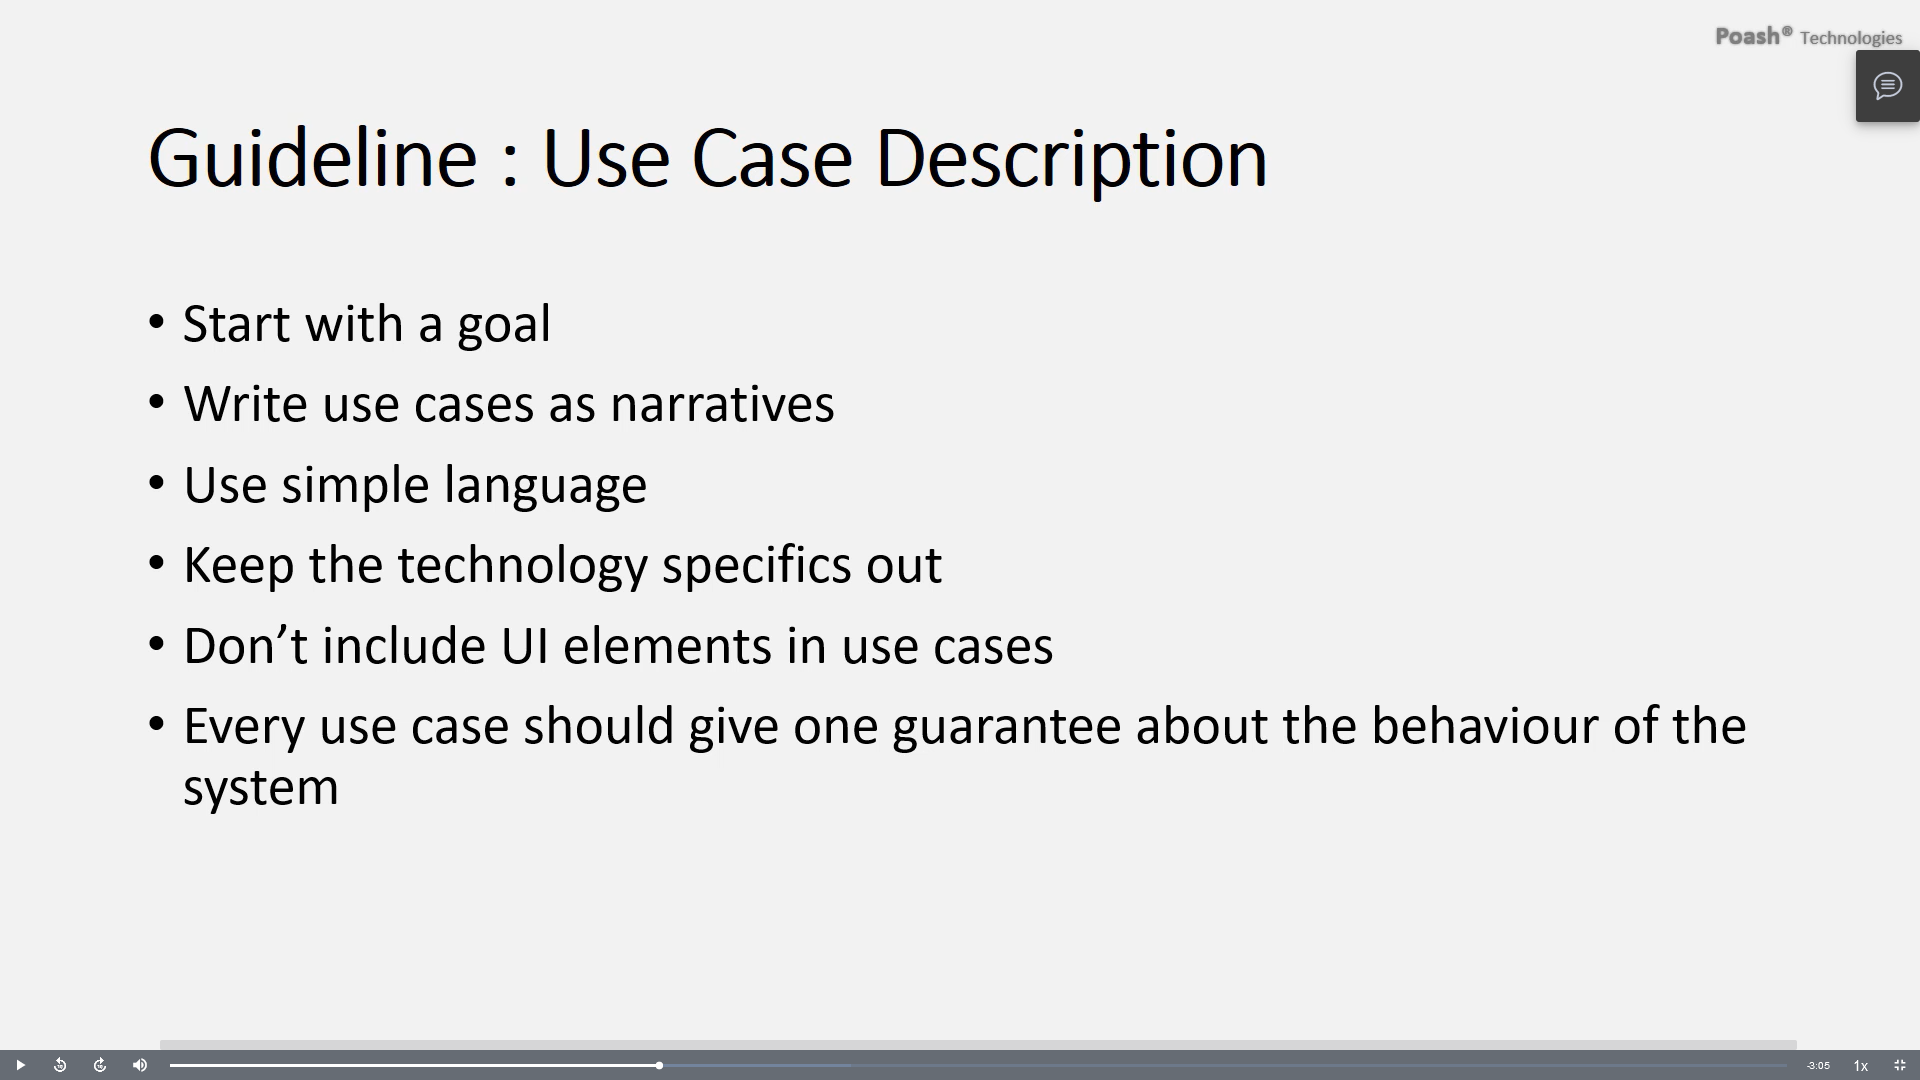 Poash® Technologies
Guideline : Use Case Description
• Start with a goal
• Write use cases as narratives
• Use simple language
• Keep the technology specifics out
• Don’t include UI elements in use cases
• Every use case should give one guarantee about the behaviour of the
system
-3:05 1x